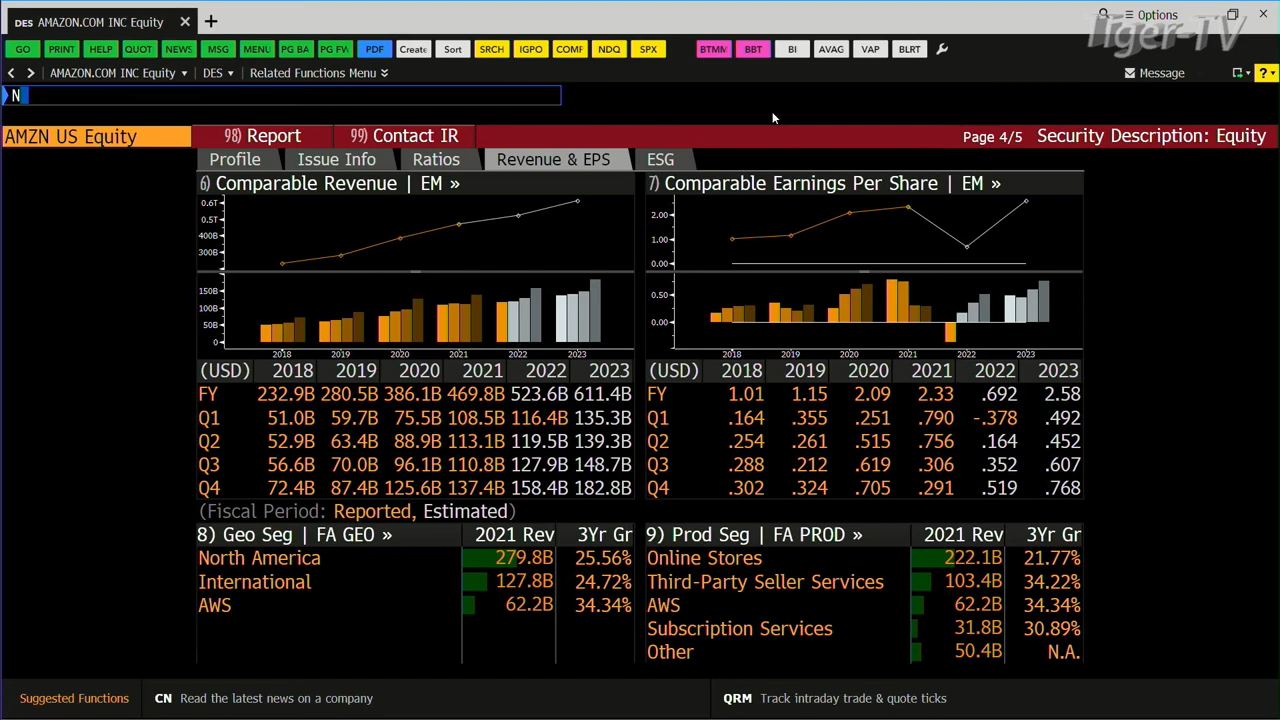 DES AMAZON.COM INC Equity
Options
Tiger-TV
GO PRINT HELP QUOT NEWS MSG MENU PG BA PG FW PDF Create Sort SRCH IGPO COMF NDQ SPX BTMM BBT BI AVAG VAP BLRT
AMAZON.COM INC Equity DES Related Functions Menu Message ?
N
AMZN US Equity 98) Report 99) Contact IR Page 4/5 Security Description: Equity
Profile Issue Info Ratios Revenue & EPS ESG
6) Comparable Revenue | EM »
0.6T
0.5T
400B
300B
150B
100B
50B
0
2018 2019 2020 2021 2022 2023
(USD) 2018 2019 2020 2021 2022 2023
FY 232.9B 280.5B 386.1B 469.8B 523.6B 611.4B
Q1 51.0B 59.7B 75.5B 108.5B 116.4B 135.3B
Q2 52.9B 63.4B 88.9B 113.1B 119.5B 139.3B
Q3 56.6B 70.0B 96.1B 110.8B 127.9B 148.7B
Q4 72.4B 87.4B 125.6B 137.4B 158.4B 182.8B
(Fiscal Period: Reported, Estimated)
7) Comparable Earnings Per Share | EM »
2.00
1.00
0.00
0.50
0.00
2018 2019 2020 2021 2022 2023
(USD) 2018 2019 2020 2021 2022 2023
FY 1.01 1.15 2.09 2.33 .692 2.58
Q1 .164 .355 .251 .790 -.378 .492
Q2 .254 .261 .515 .756 .164 .452
Q3 .288 .212 .619 .306 .352 .607
Q4 .302 .324 .705 .291 .519 .768
8) Geo Seg | FA GEO » 2021 Rev 3Yr Gr
North America 279.8B 25.56%
International 127.8B 24.72%
AWS 62.2B 34.34%
9) Prod Seg | FA PROD » 2021 Rev 3Yr Gr
Online Stores 222.1B 21.77%
Third-Party Seller Services 103.4B 34.22%
AWS 62.2B 34.34%
Subscription Services 31.8B 30.89%
Other 50.4B N.A.
Suggested Functions CN Read the latest news on a company QRM Track intraday trade & quote ticks